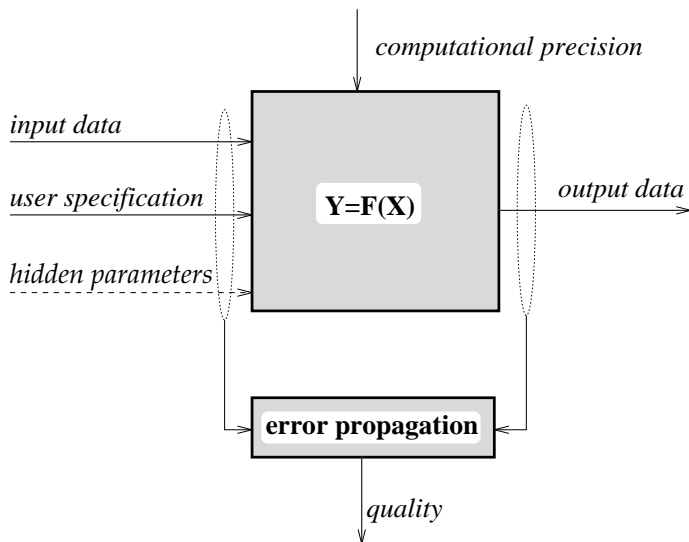 computational precision
input data
user specification
hidden parameters
Y=F(X)
output data
error propagation
quality